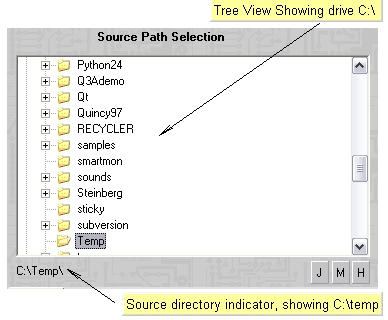 Tree View Showing drive C:\
Source Path Selection
Python24
Q3Ademo
Qt
Quincy97
RECYCLER
samples
smartmon
sounds
Steinberg
sticky
subversion
Temp
C:\Temp\
J M H
Source directory indicator, showing C:\temp